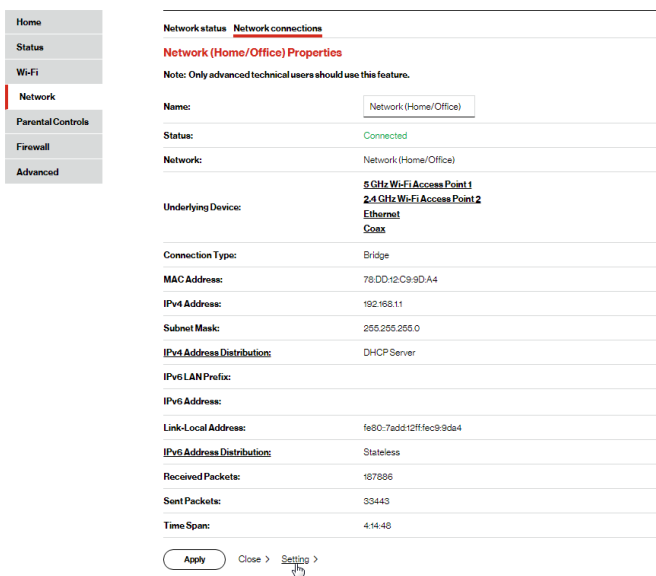 Home
Status
Wi-Fi
Network
Parental Controls
Firewall
Advanced
Network status Network connections
Network (Home/Office) Properties
Note: Only advanced technical users should use this feature.
Name: Network (Home/Office)
Status: Connected
Network: Network (Home/Office)
Underlying Device:
5 GHz Wi-Fi Access Point 1
2.4 GHz Wi-Fi Access Point 2
Ethernet
Coax
Connection Type: Bridge
MAC Address: 78:DD:12:C9:9D:A4
IPv4 Address: 192.168.1.1
Subnet Mask: 255.255.255.0
IPv4 Address Distribution: DHCP Server
IPv6 LAN Prefix:
IPv6 Address:
Link-Local Address: fe80::7add:12ff:fec9:9da4
IPv6 Address Distribution: Stateless
Received Packets: 187886
Sent Packets: 33443
Time Span: 4:14:48
Apply Close > Setting >